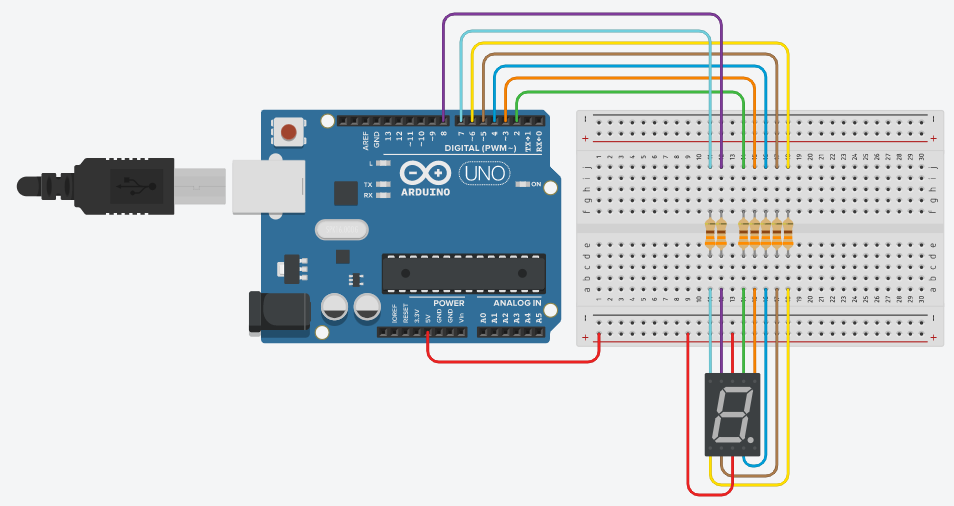 AREF
GND
13
12
~11
~10
~9
8
7
~6
~5
4
~3
2
TX→1
RX←0
DIGITAL (PWM~)
L
TX
RX
ARDUINO
UNO
ON
POWER
ANALOG IN
IOREF
RESET
3.3V
5V
GND
GND
Vin
A0
A1
A2
A3
A4
A5
1 2 3 4 5 6 7 8 9 10 11 12 13 14 15 16 17 18 19 20 21 22 23 24 25 26 27 28 29 30
j
i
h
g
f
e
d
c
b
a
1 2 3 4 5 6 7 8 9 10 11 12 13 14 15 16 17 18 19 20 21 22 23 24 25 26 27 28 29 30